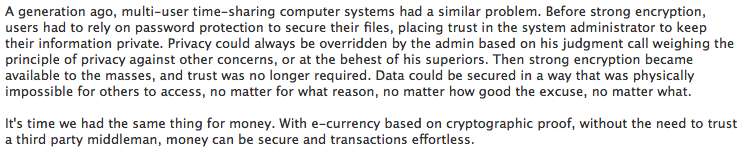 A generation ago, multi-user time-sharing computer systems had a similar problem. Before strong encryption,
users had to rely on password protection to secure their files, placing trust in the system administrator to keep
their information private. Privacy could always be overridden by the admin based on his judgment call weighing the
principle of privacy against other concerns, or at the behest of his superiors. Then strong encryption became
available to the masses, and trust was no longer required. Data could be secured in a way that was physically
impossible for others to access, no matter for what reason, no matter how good the excuse, no matter what.
It's time we had the same thing for money. With e-currency based on cryptographic proof, without the need to trust
a third party middleman, money can be secure and transactions effortless.